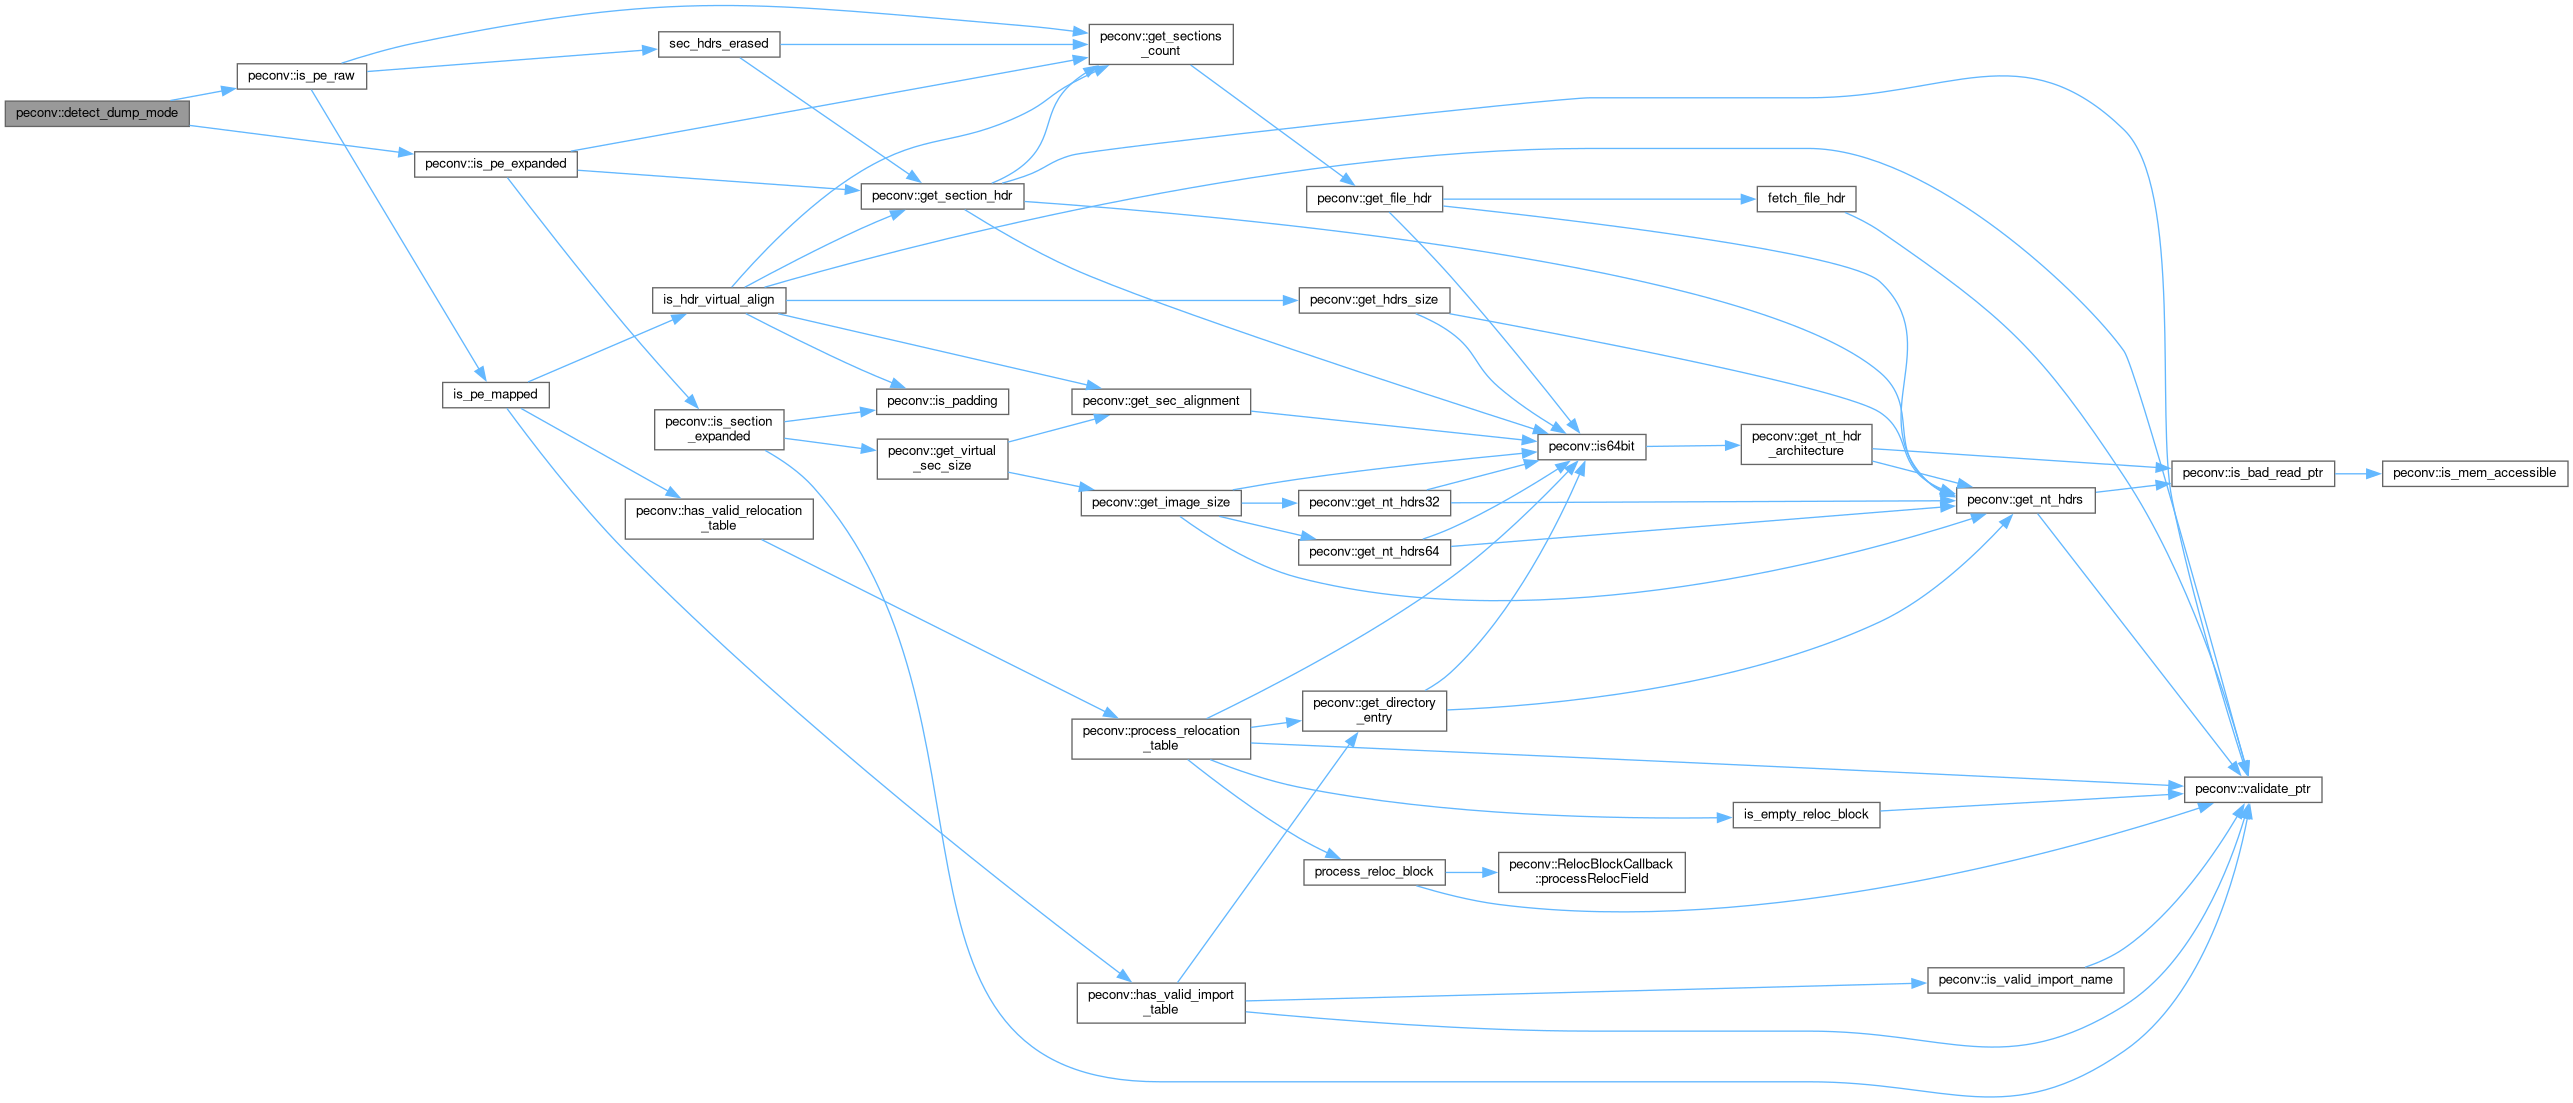 peconv::detect_dump_mode
peconv::is_pe_raw
peconv::is_pe_expanded
is_pe_mapped
sec_hdrs_erased
is_hdr_virtual_align
peconv::is_section
_expanded
peconv::has_valid_relocation
_table
peconv::get_section_hdr
peconv::is_padding
peconv::get_virtual
_sec_size
peconv::get_sections
_count
peconv::get_sec_alignment
peconv::get_image_size
peconv::process_relocation
_table
peconv::has_valid_import
_table
peconv::get_file_hdr
peconv::get_hdrs_size
peconv::get_nt_hdrs32
peconv::get_nt_hdrs64
peconv::get_directory
_entry
process_reloc_block
peconv::is64bit
peconv::RelocBlockCallback
::processRelocField
fetch_file_hdr
peconv::get_nt_hdr
_architecture
is_empty_reloc_block
peconv::get_nt_hdrs
peconv::is_valid_import_name
peconv::is_bad_read_ptr
peconv::validate_ptr
peconv::is_mem_accessible